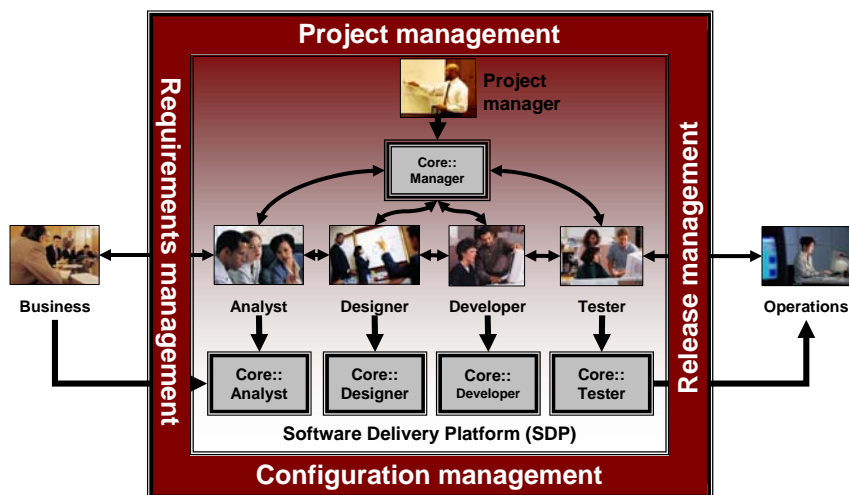 Project management
Requirements management
Release management
Project
manager
Core::
Manager
Business
Analyst
Designer
Developer
Tester
Operations
Core::
Analyst
Core::
Designer
Core::
Developer
Core::
Tester
Software Delivery Platform (SDP)
Configuration management